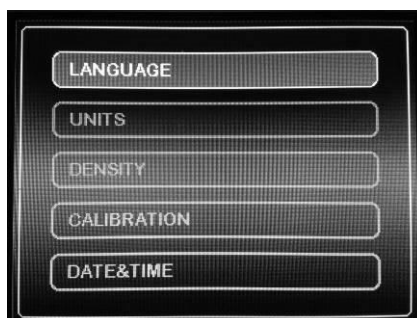 LANGUAGE
UNITS
DENSITY
CALIBRATION
DATE&TIME